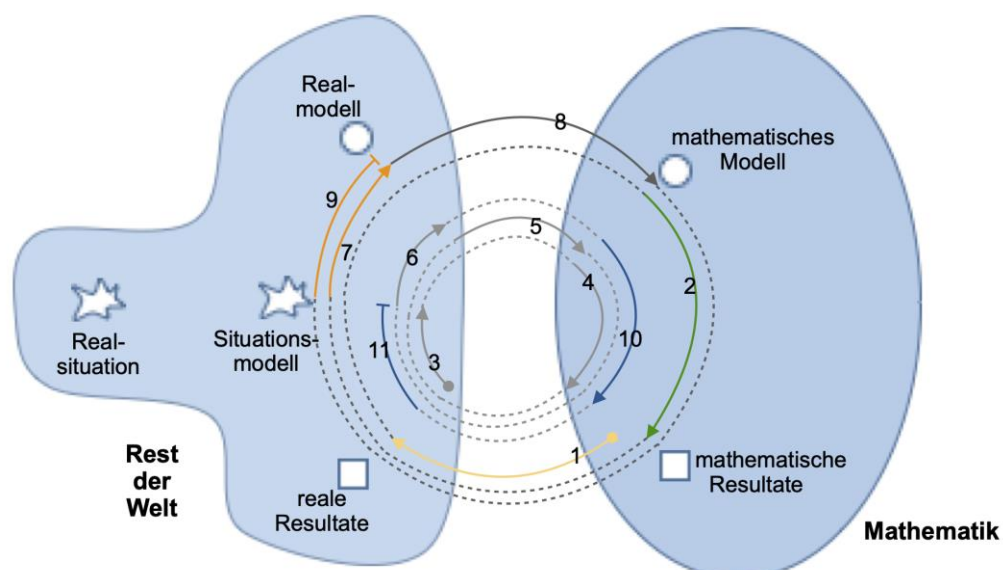 Real-
modell
8
mathematisches
Modell
9
7
6
5
4
2
Real-
situation
Situations-
modell
11
3
10
Rest
der
Welt
reale
Resultate
1
mathematische
Resultate
Mathematik